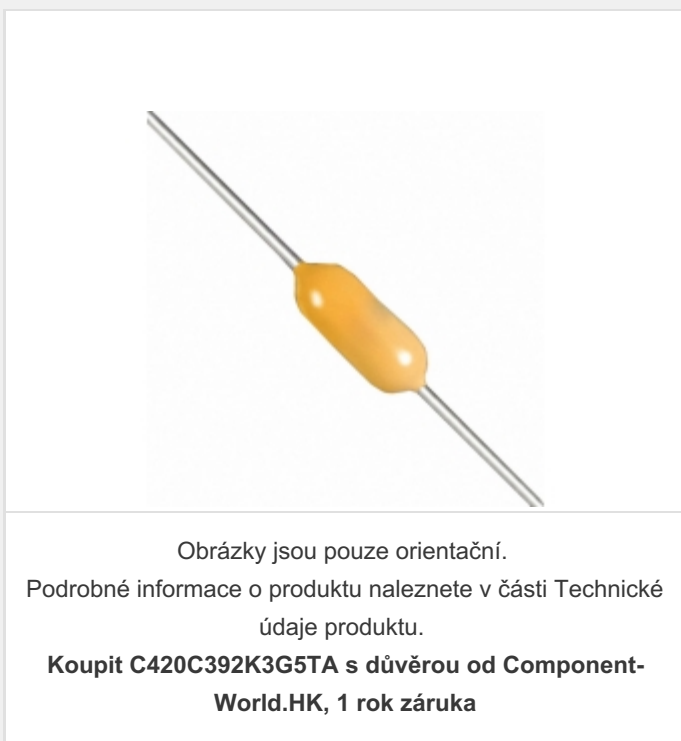 Obrázky jsou pouze orientační.
Podrobné informace o produktu naleznete v části Technické
údaje produktu.
Koupit C420C392K3G5TA s důvěrou od Component-
World.HK, 1 rok záruka